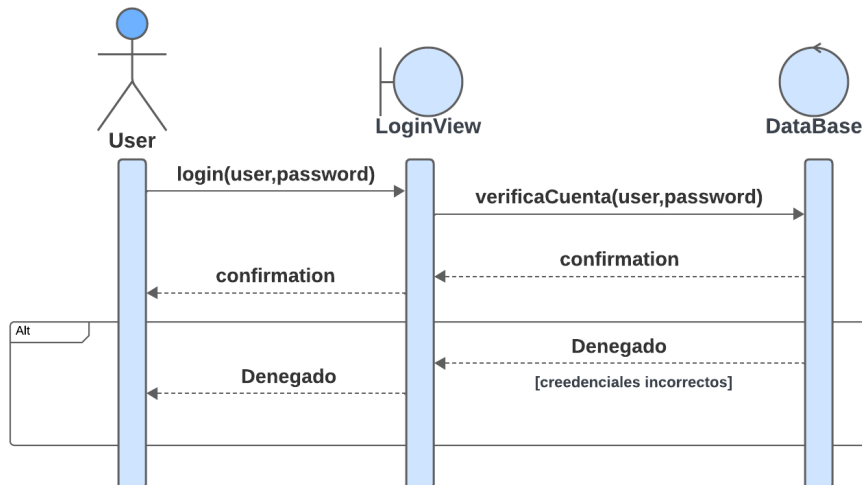 User
LoginView
DataBase
login(user,password)
verificaCuenta(user,password)
confirmation
confirmation
Alt
Denegado
[creedenciales incorrectos]
Denegado